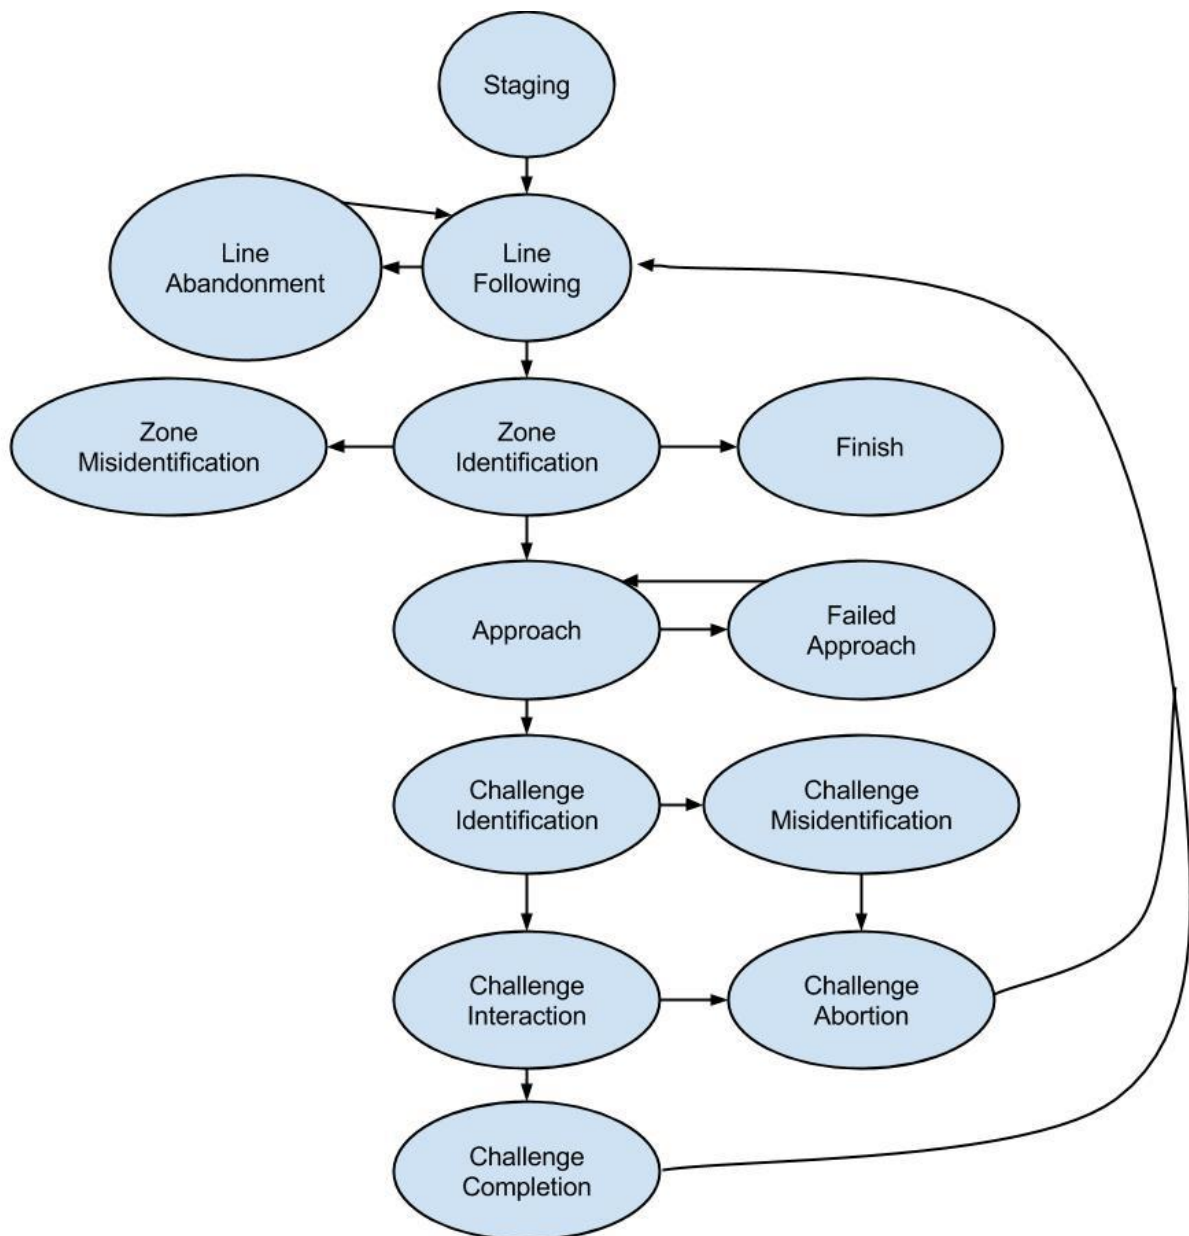 Staging
Line
Abandonment
Line
Following
Zone
Misidentification
Zone
Identification
Finish
Approach
Failed
Approach
Challenge
Identification
Challenge
Misidentification
Challenge
Interaction
Challenge
Abortion
Challenge
Completion